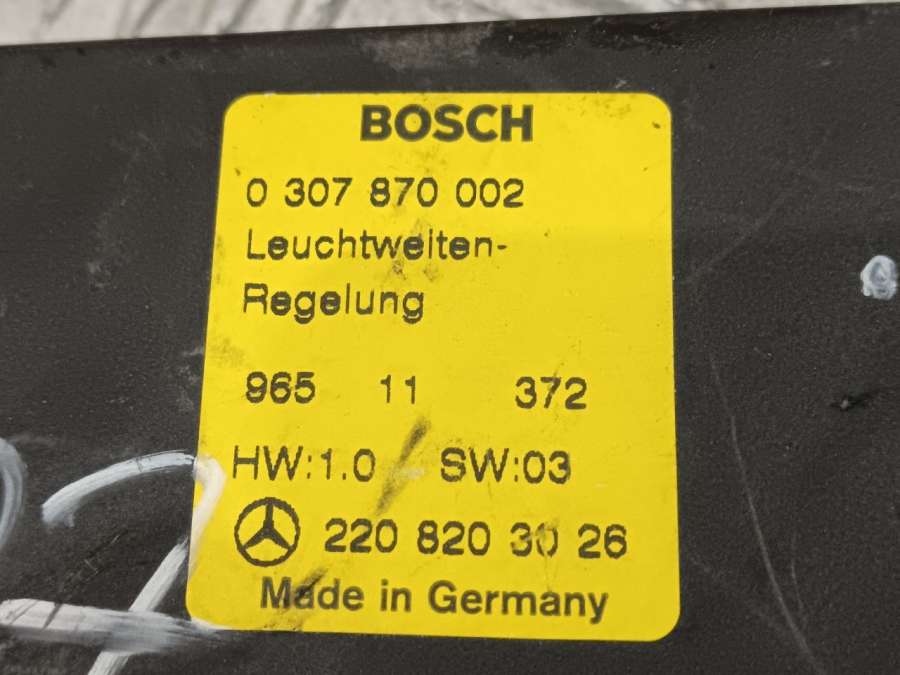 BOSCH
0 307 870 002
Leuchtweiten-
Regelung
965 11 372
HW:1.0 SW:03
220 820 30 26
Made in Germany